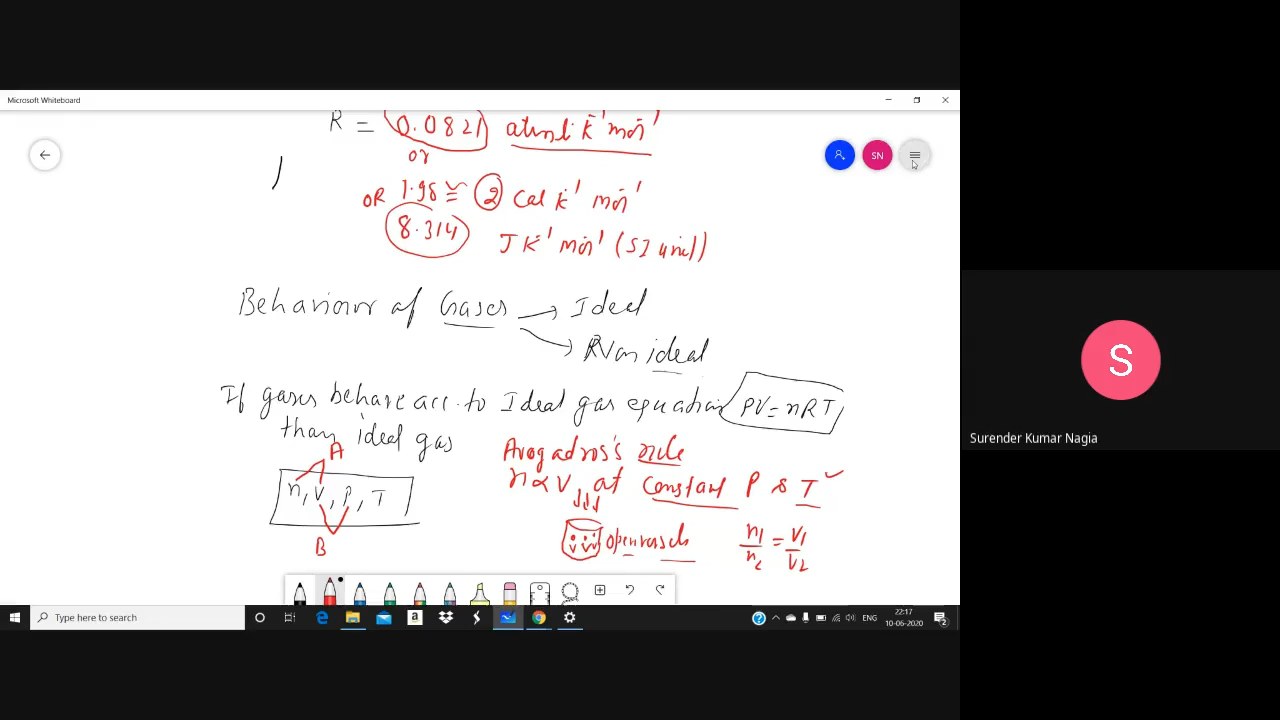 Microsoft Whiteboard
R = 0.0821 atm L K⁻¹ mol⁻¹
or
OR 1.98 ≅ 2 Cal K⁻¹ mol⁻¹
8.314 J K⁻¹ mol⁻¹ (SI unit)
SN
Behaviour of Gases → Ideal
→ Non ideal
If gases behave acc. to Ideal gas equation PV = nRT
than ideal gas
A
n, V, P, T
B
Avogadros's rule
n ∝ V at Constant P & T ✓
open vessels
n1/n2 = V1/V2
S
Surender Kumar Nagia
Type here to search
a
ENG
22:17
10-06-2020
2